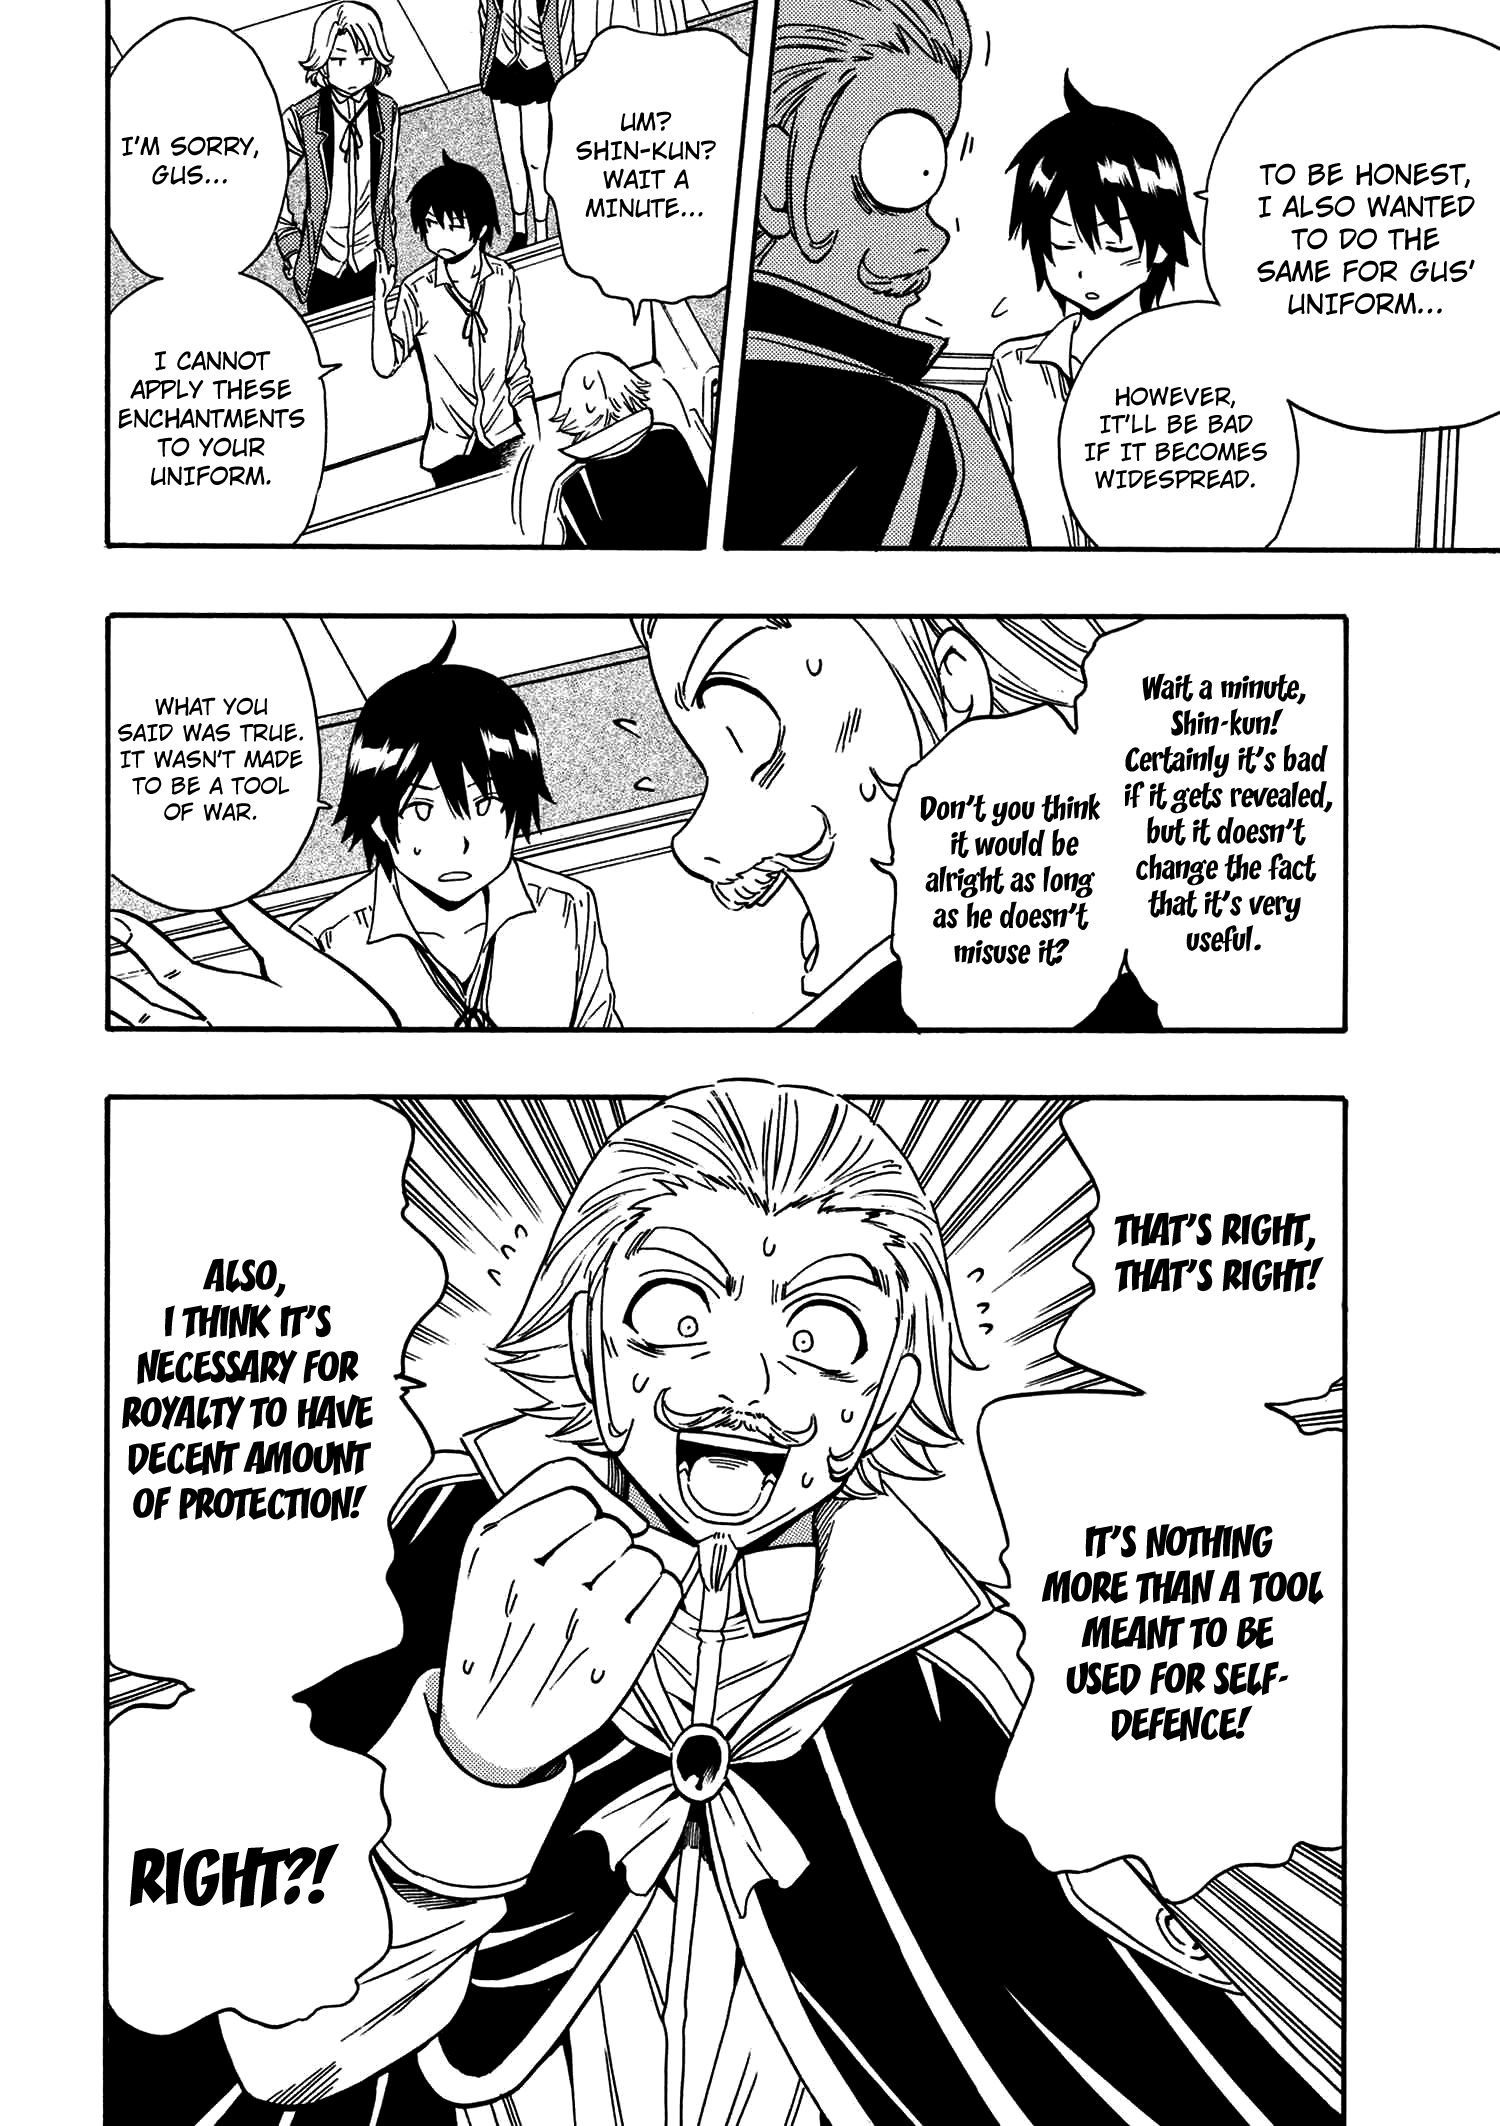 TO BE HONEST,
I ALSO WANTED
TO DO THE
SAME FOR GUS'
UNIFORM...
HOWEVER,
IT'LL BE BAD
IF IT BECOMES
WIDESPREAD.
UM?
SHIN-KUN?
WAIT A
MINUTE...
I'M SORRY,
GUS...
I CANNOT
APPLY THESE
ENCHANTMENTS
TO YOUR
UNIFORM.
Wait a minute,
Shin-kun!
Certainly it's bad
if it gets revealed,
but it doesn't
change the fact
that it's very
useful.
Don't you think
it would be
alright as long
as he doesn't
misuse it?
WHAT YOU
SAID WAS TRUE.
IT WASN'T MADE
TO BE A TOOL
OF WAR.
THAT'S RIGHT,
THAT'S RIGHT!
IT'S NOTHING
MORE THAN A TOOL
MEANT TO BE
USED FOR SELF-
DEFENCE!
ALSO,
I THINK IT'S
NECESSARY FOR
ROYALTY TO HAVE
DECENT AMOUNT
OF PROTECTION!
RIGHT?!